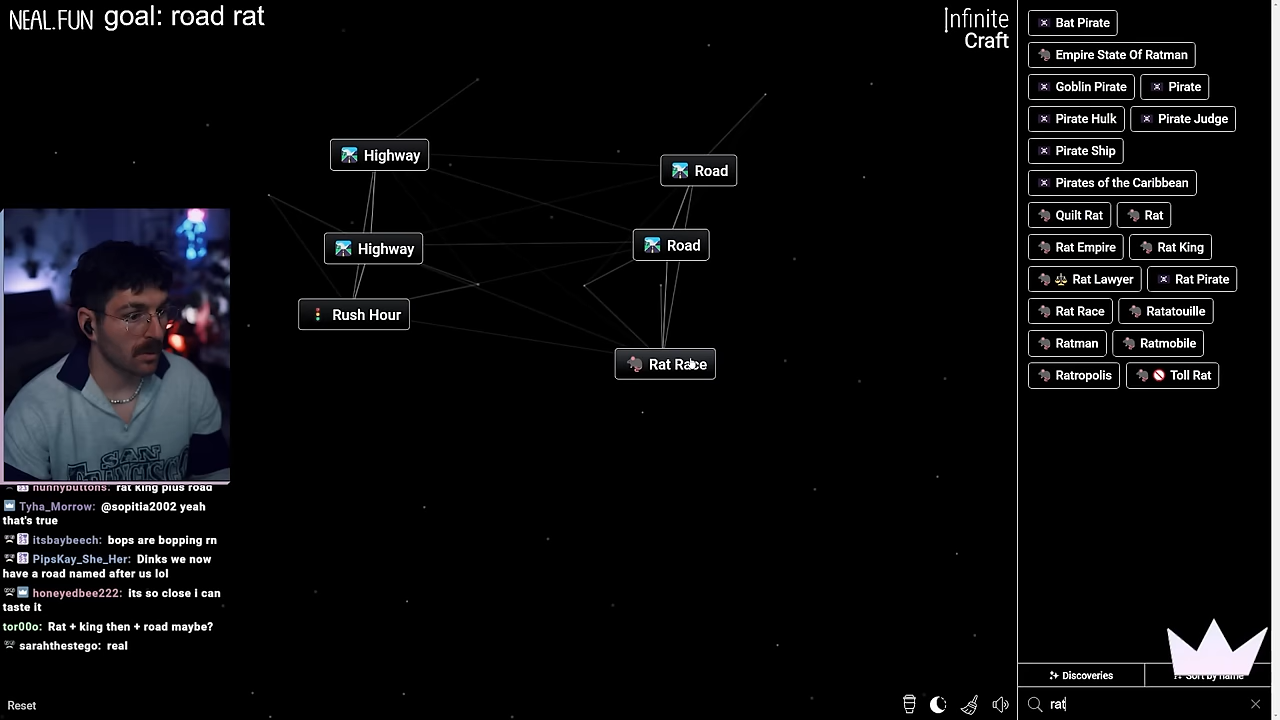 NEAL.FUN goal: road rat
Infinite
Craft
Highway
Road
Highway
Road
Rush Hour
Rat Race
Bat Pirate
Empire State Of Ratman
Goblin Pirate Pirate
Pirate Hulk Pirate Judge
Pirate Ship
Pirates of the Caribbean
Quilt Rat Rat
Rat Empire Rat King
Rat Lawyer Rat Pirate
Rat Race Ratatouille
Ratman Ratmobile
Ratropolis Toll Rat
SAN
FRANCISCO
nunnybuttons: rat king plus road
Tyha_Morrow: @sopitia2002 yeah
that's true
itsbaybeech: bops are bopping rn
PipsKay_She_Her: DInks we now
have a road named after us lol
honeyedbee222: its so close i can
taste it
tor00o: Rat + king then + road maybe?
sarahthestego: real
Reset
Discoveries Sort by name
rat